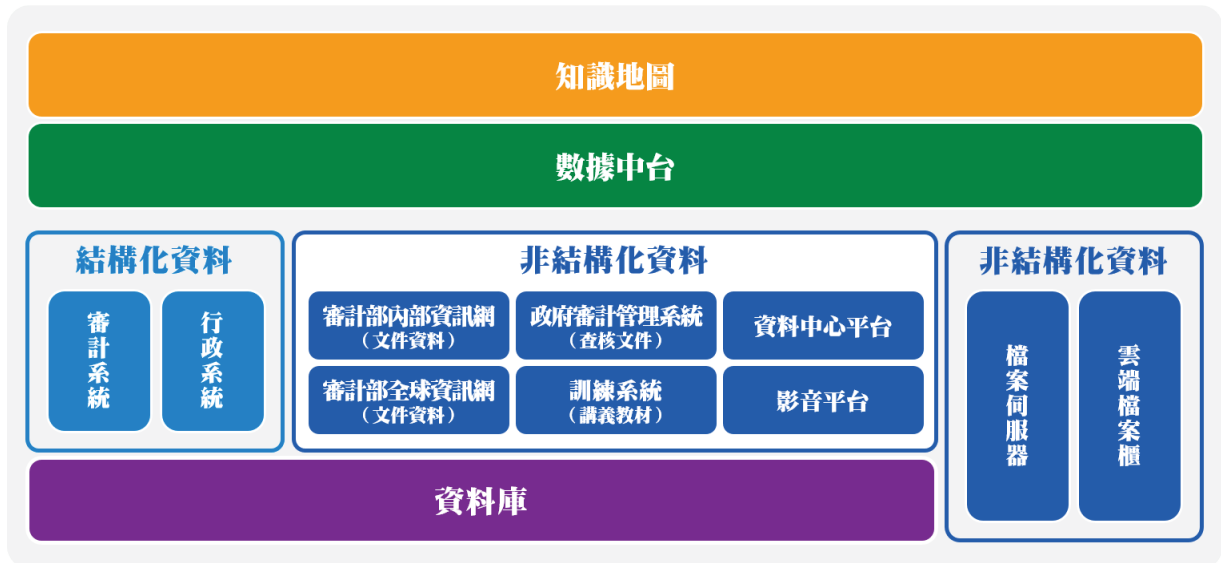 知識地圖
數據中台
結構化資料
審計系統
行政系統
非結構化資料
審計部內部資訊網
（文件資料）
政府審計管理系統
（查核文件）
資料中心平台
審計部全球資訊網
（文件資料）
訓練系統
（講義教材）
影音平台
非結構化資料
檔案伺服器
雲端檔案櫃
資料庫